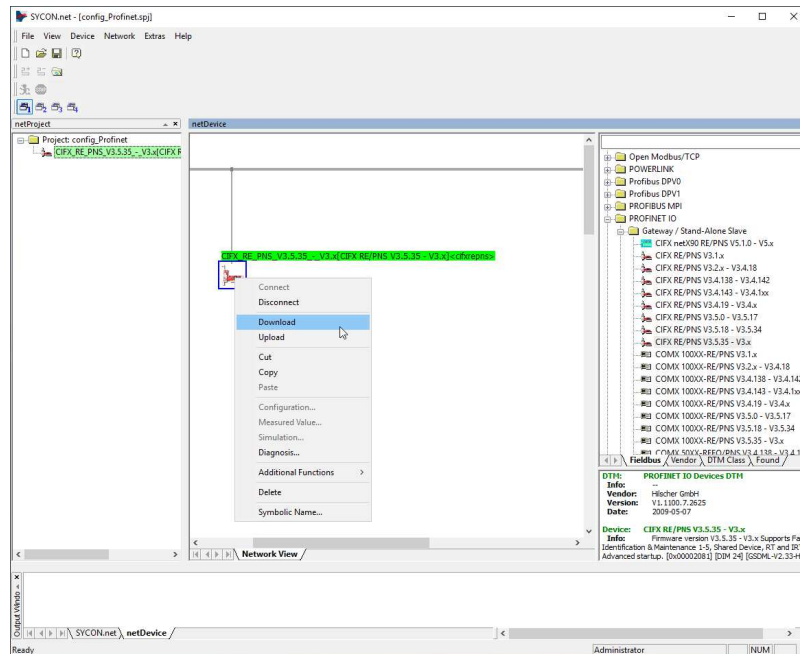 SYCON.net - [config_Profinet.spj]
File View Device Network Extras Help
netProject
netDevice
Project: config_Profinet
CIFX_RE_PNS_V3.5.35_-_V3.x[CIFX R
CIFX_RE_PNS_V3.5.35_-_V3.x[CIFX RE/PNS V3.5.35 - V3.x]<cifxrepns>
Connect
Disconnect
Download
Upload
Cut
Copy
Paste
Configuration...
Measured Value...
Simulation...
Diagnosis...
Additional Functions
Delete
Symbolic Name...
Network View
Open Modbus/TCP
POWERLINK
Profibus DPV0
Profibus DPV1
PROFIBUS MPI
PROFINET IO
Gateway / Stand-Alone Slave
CIFX netX90 RE/PNS V5.1.0 - V5.x
CIFX RE/PNS V3.1.x
CIFX RE/PNS V3.2.x - V3.4.18
CIFX RE/PNS V3.4.138 - V3.4.142
CIFX RE/PNS V3.4.143 - V3.4.1xx
CIFX RE/PNS V3.4.19 - V3.4.x
CIFX RE/PNS V3.5.0 - V3.5.17
CIFX RE/PNS V3.5.18 - V3.5.34
CIFX RE/PNS V3.5.35 - V3.x
COMX 100XX-RE/PNS V3.1.x
COMX 100XX-RE/PNS V3.2.x - V3.4.18
COMX 100XX-RE/PNS V3.4.138 - V3.4.142
COMX 100XX-RE/PNS V3.4.143 - V3.4.1xx
COMX 100XX-RE/PNS V3.4.19 - V3.4.x
COMX 100XX-RE/PNS V3.5.0 - V3.5.17
COMX 100XX-RE/PNS V3.5.18 - V3.5.34
COMX 100XX-RE/PNS V3.5.35 - V3.x
COMX 50XX-REFO/PNS V3.4.138 - V3.4.1
Fieldbus Vendor DTM Class Found
DTM: PROFINET IO Devices DTM
Info: --
Vendor: Hilscher GmbH
Version: V1.1100.7.2625
Date: 2009-05-07
Device: CIFX RE/PNS V3.5.35 - V3.x
Info: Firmware version V3.5.35 - V3.x Supports Fa
Identification & Maintenance 1-5, Shared Device, RT and IR
Advanced startup. [0x00002081] [DIM 24] [GSDML-V2.33-H
Output Windo
SYCON.net netDevice
Ready
Administrator
NUM